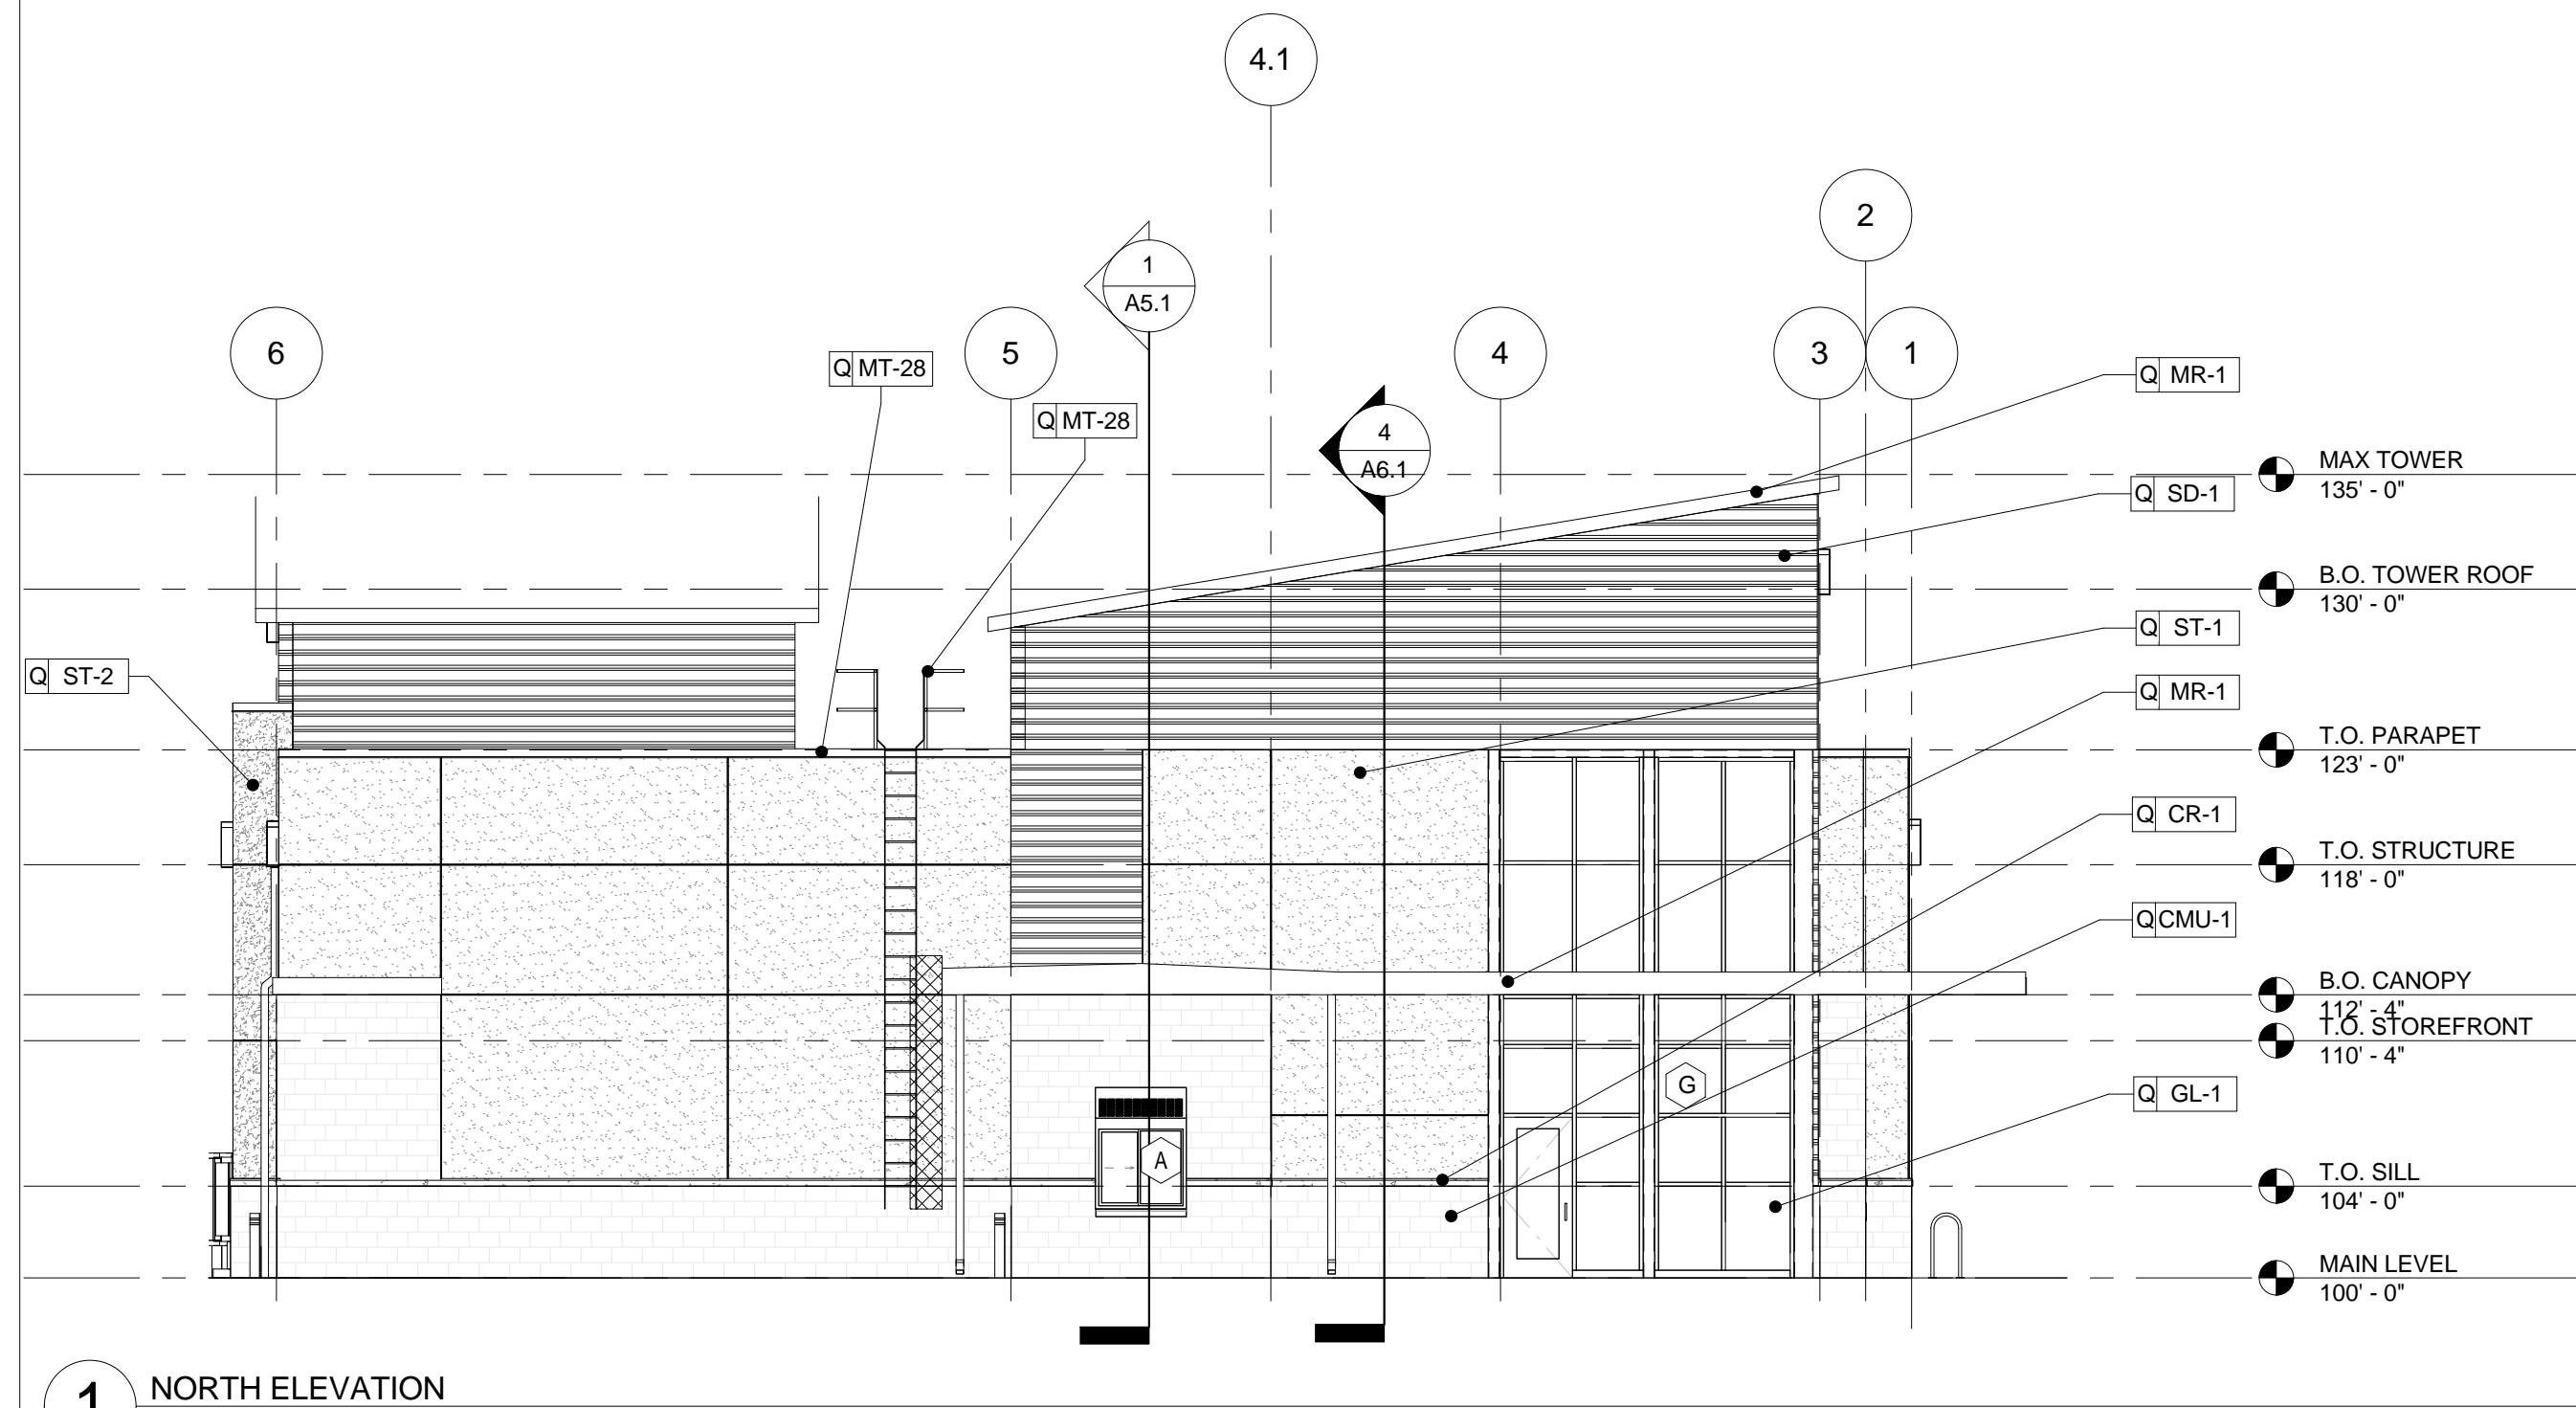 4.1
2
1
A5.1
6
Q MT-28
5
4
3
1
Q MR-1
Q MT-28
4
A6.1
MAX TOWER
135' - 0"
Q SD-1
B.O. TOWER ROOF
130' - 0"
Q ST-1
Q ST-2
Q MR-1
T.O. PARAPET
123' - 0"
Q CR-1
T.O. STRUCTURE
118' - 0"
Q CMU-1
B.O. CANOPY
112' - 4"
T.O. STOREFRONT
110' - 4"
G
Q GL-1
A
T.O. SILL
104' - 0"
MAIN LEVEL
100' - 0"
1
NORTH ELEVATION